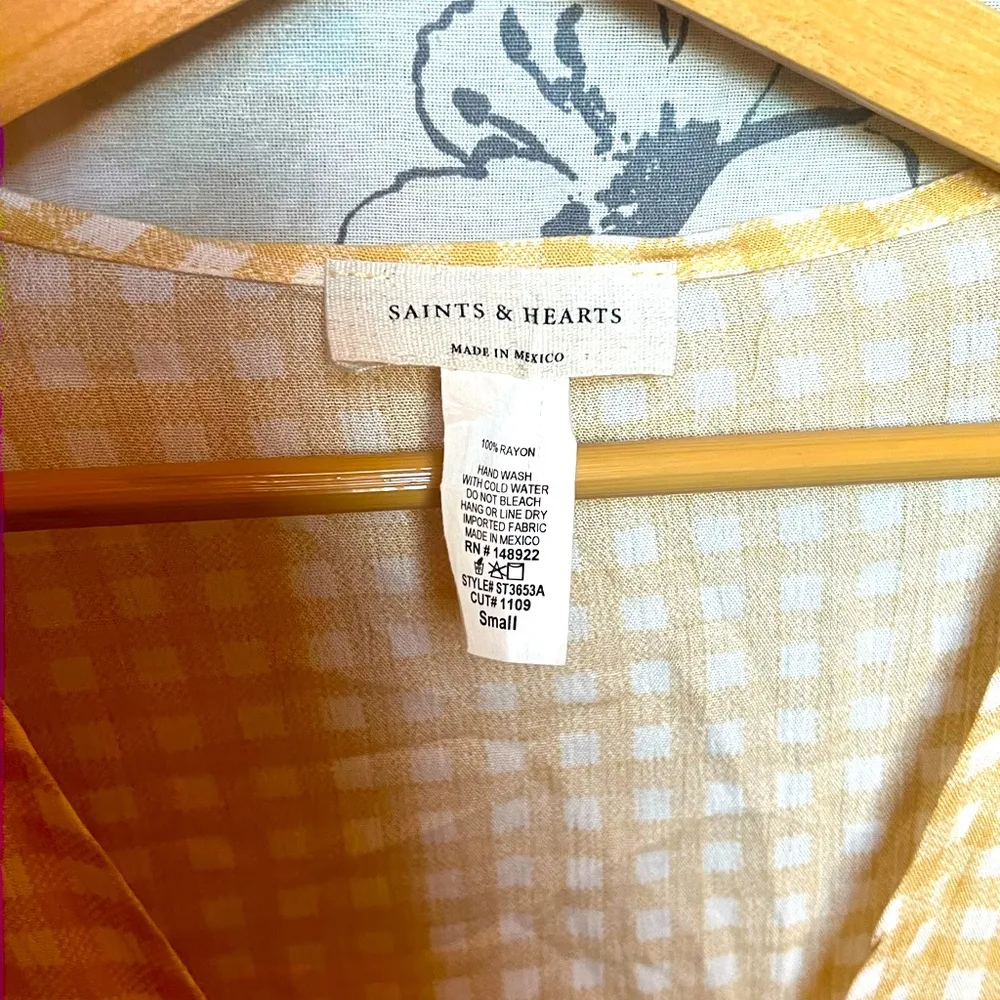 SAINTS & HEARTS
MADE IN MEXICO
100% RAYON
HAND WASH
WITH COLD WATER
DO NOT BLEACH
HANG OR LINE DRY
IMPORTED FABRIC
MADE IN MEXICO
RN # 148922
STYLE# ST3653A
CUT# 1109
Small